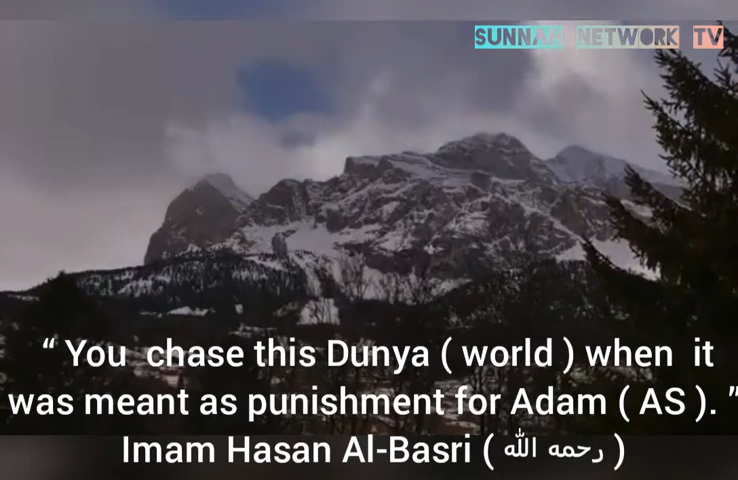 SUNNAH NETWORK TV
“ You chase this Dunya ( world ) when it
was meant as punishment for Adam ( AS ). ”
Imam Hasan Al-Basri ( رحمه الله )